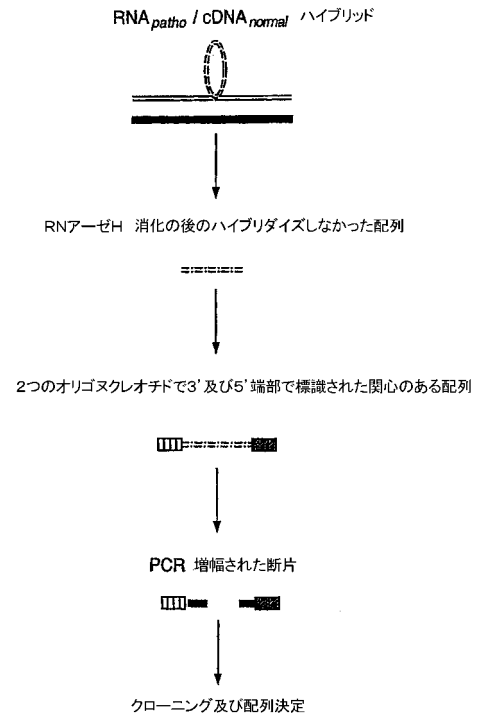 RNApatho / cDNAnormal ハイブリッド
RNアーゼH 消化の後のハイブリダイズしなかった配列
2つのオリゴヌクレオチドで3'及び5'端部で標識された関心のある配列
PCR 増幅された断片
クローニング及び配列決定